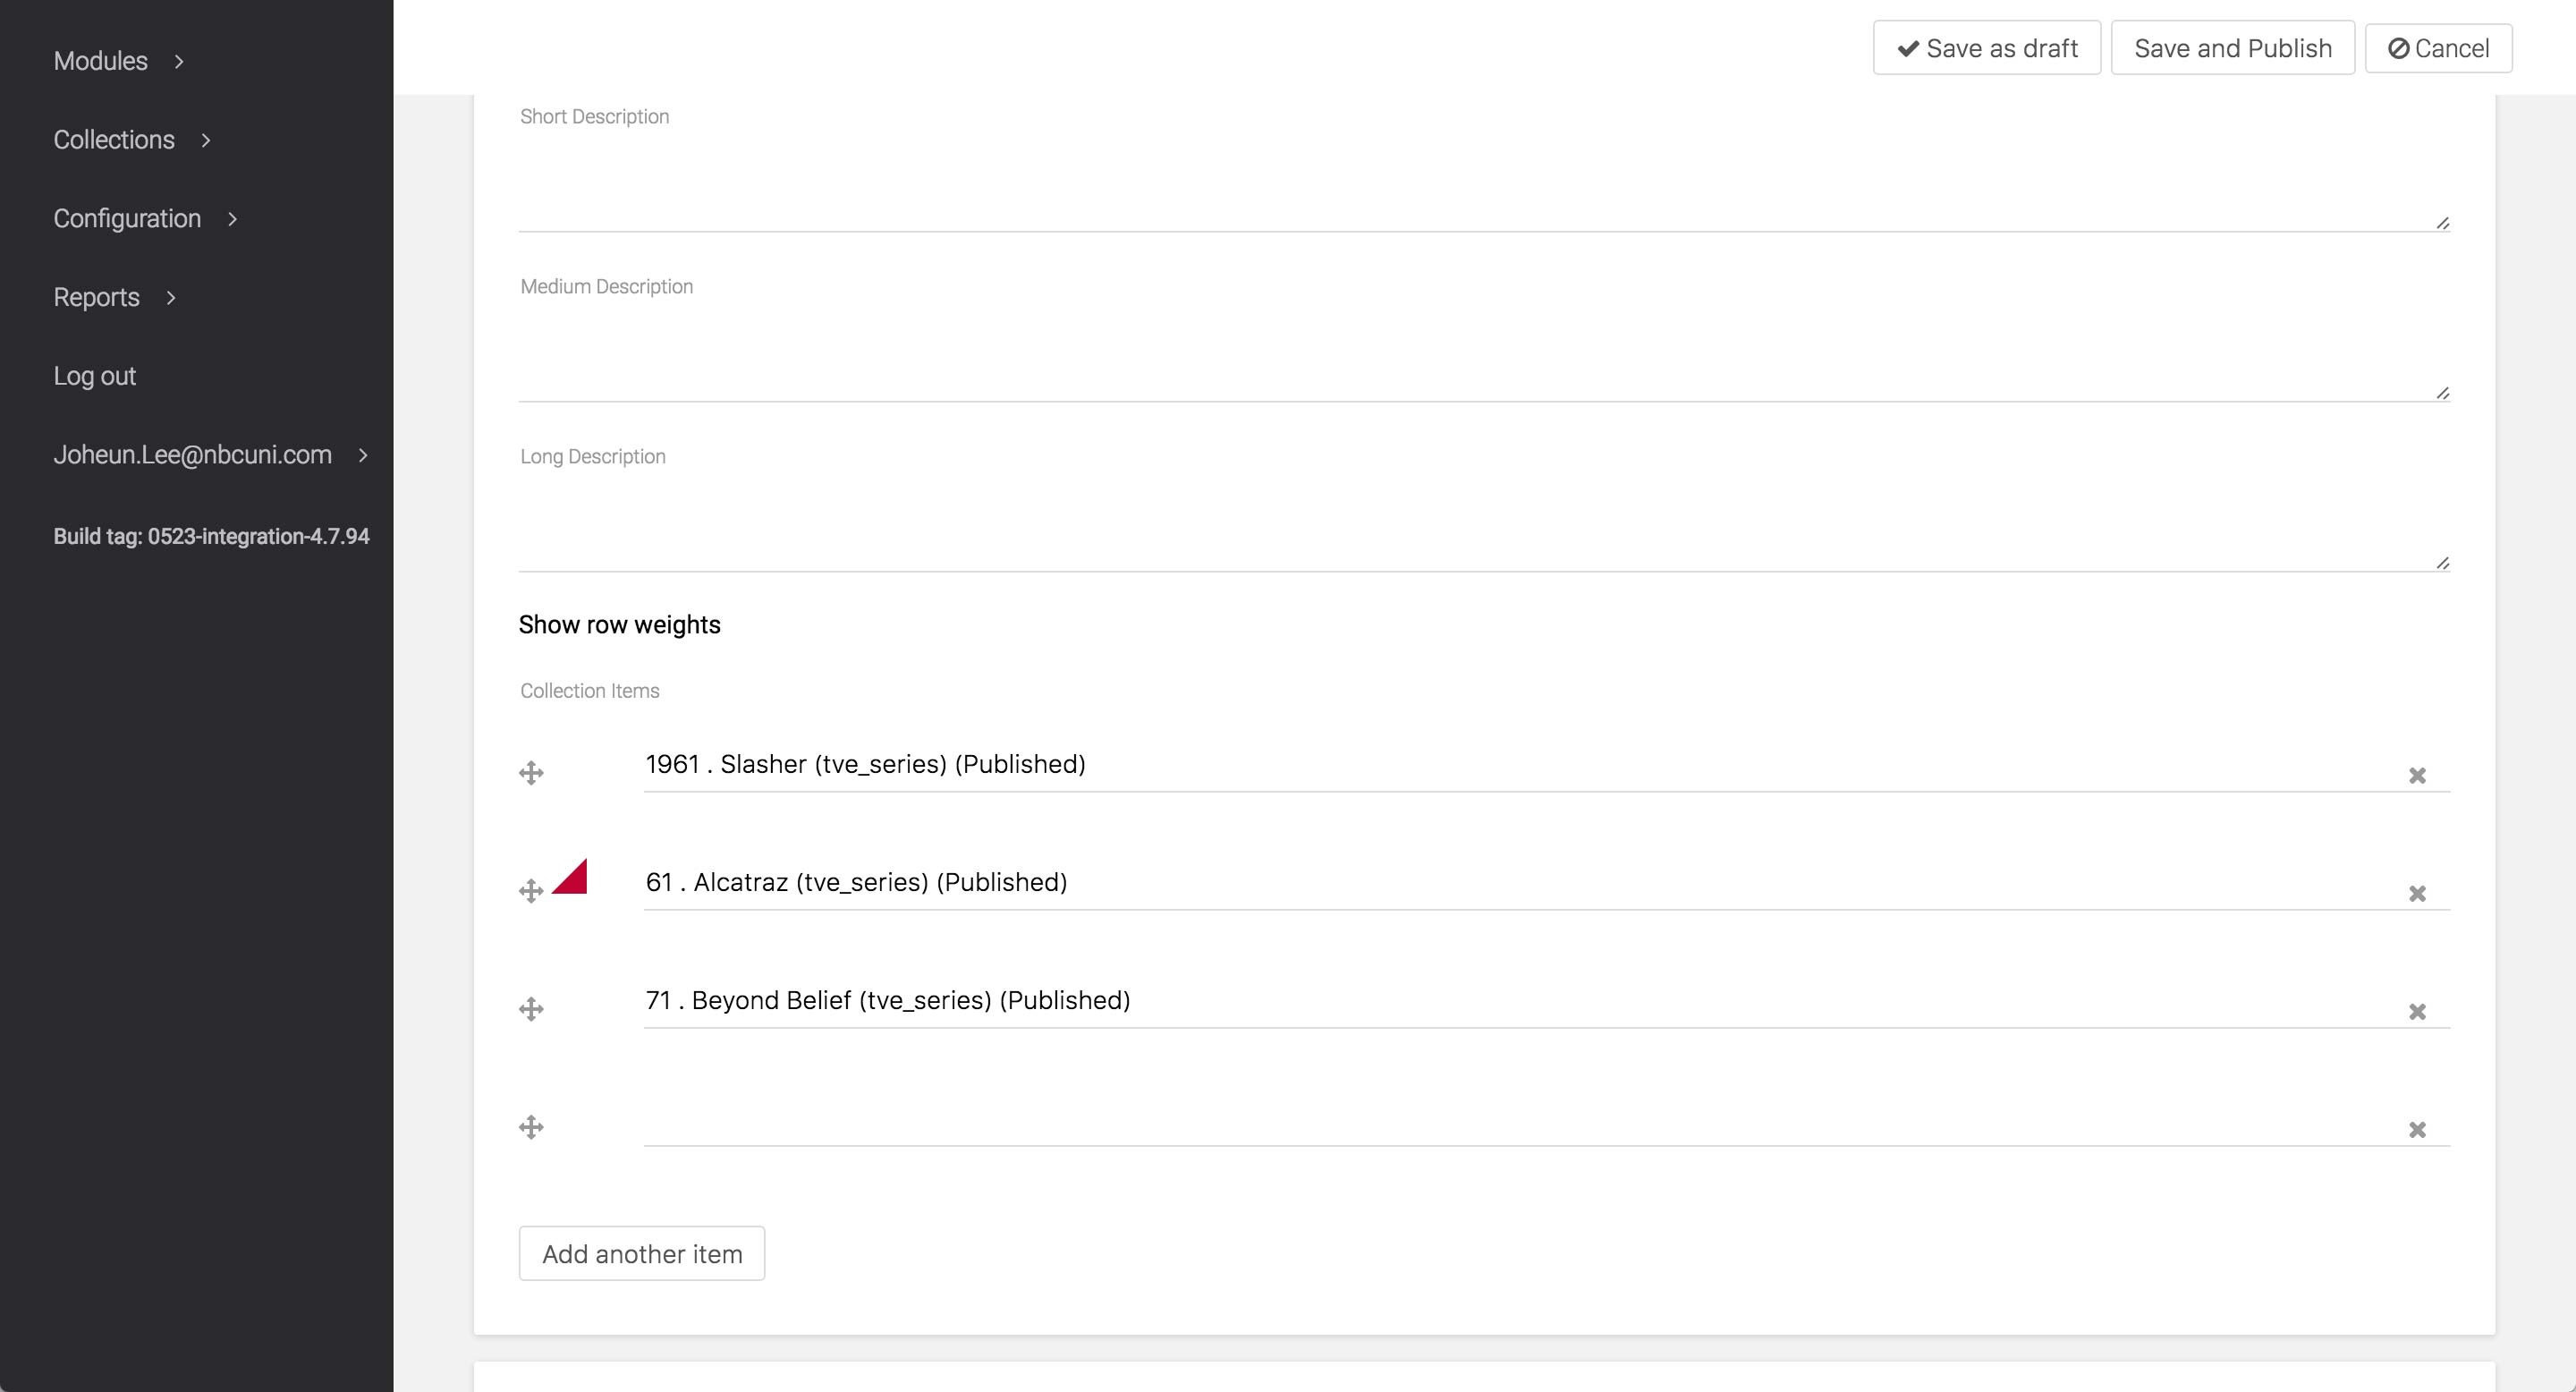 Modules
Collections
Configuration
Reports
Log out
Joheun.Lee@nbcuni.com
Build tag: 0523-integration-4.7.94
Save as draft
Save and Publish
Cancel
Short Description
Medium Description
Long Description
Show row weights
Collection Items
1961 . Slasher (tve_series) (Published)
61 . Alcatraz (tve_series) (Published)
71 . Beyond Belief (tve_series) (Published)
Add another item